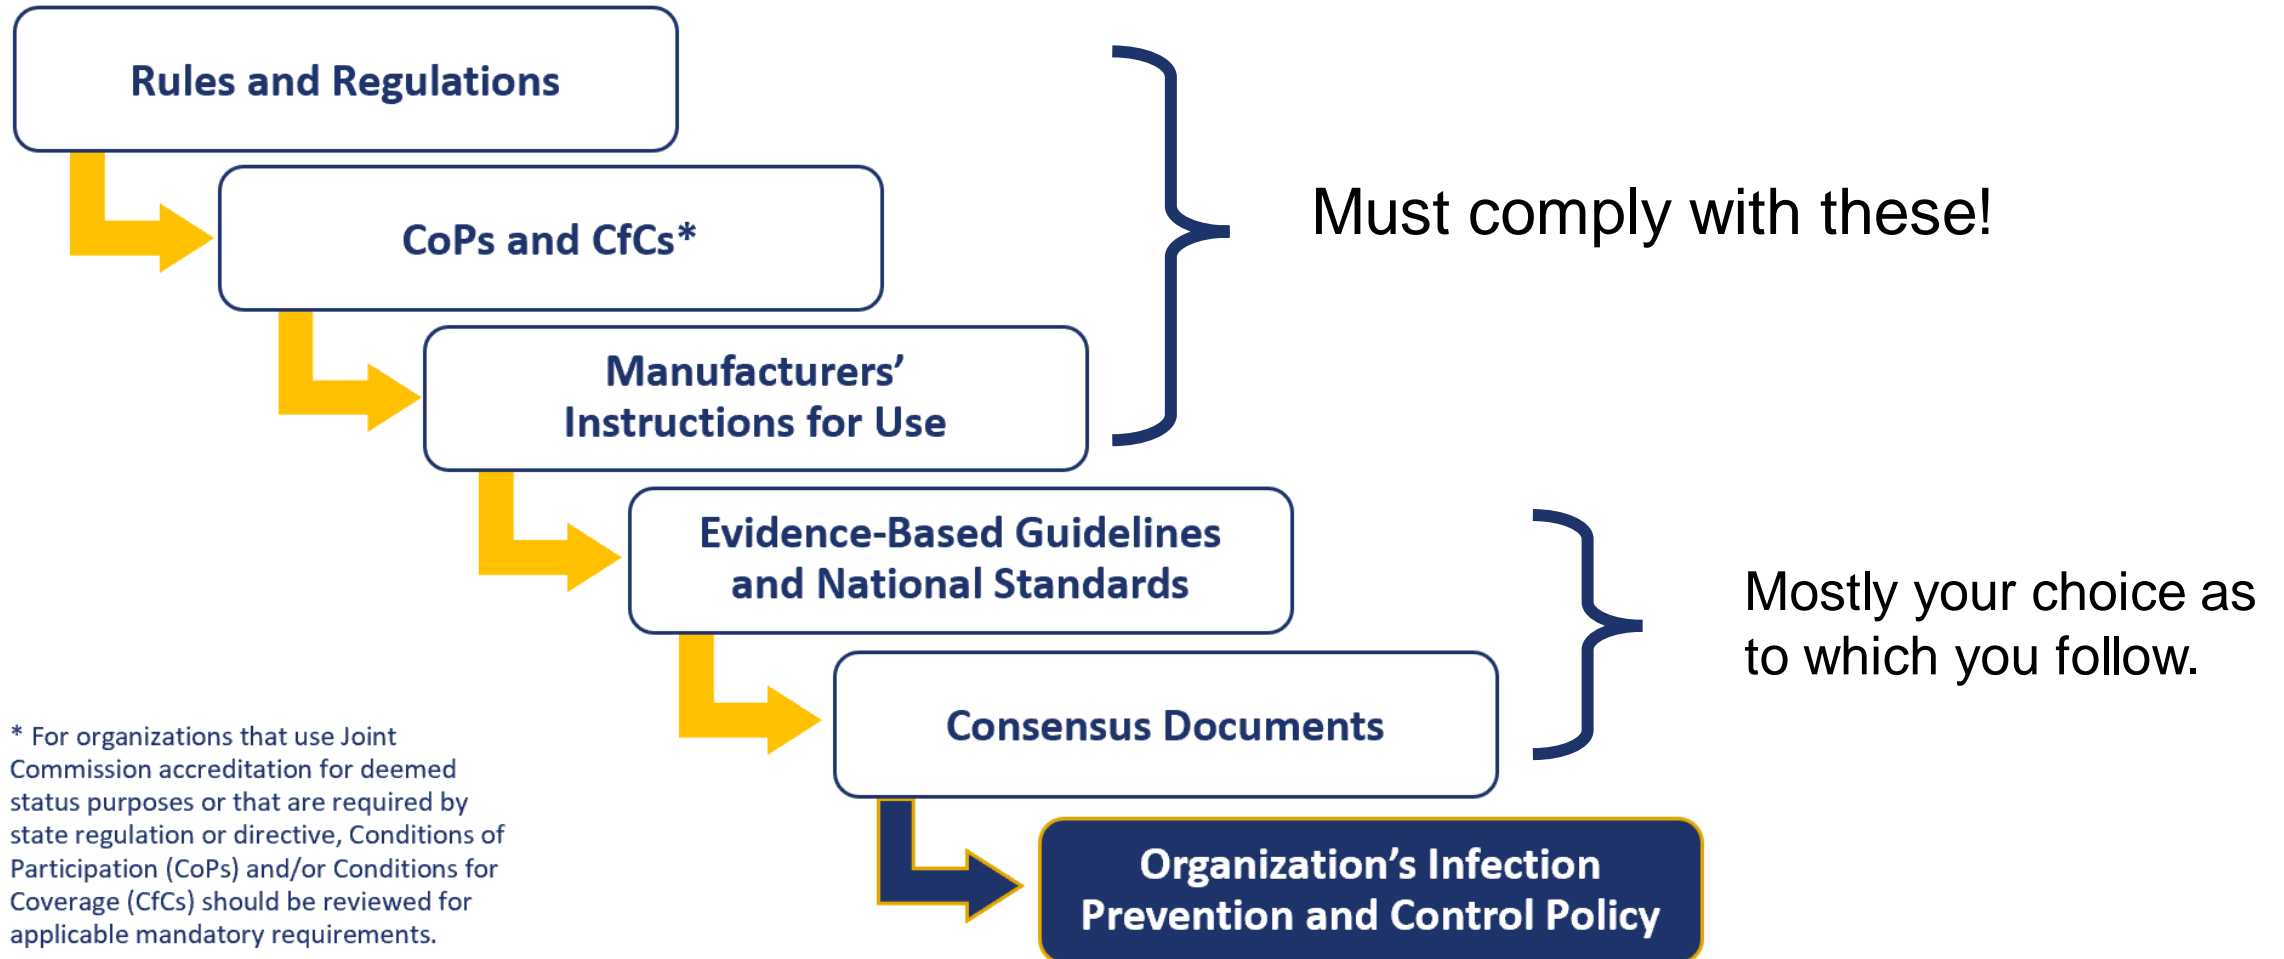 Rules and Regulations
CoPs and CfCs*
Manufacturers’
Instructions for Use
Must comply with these!
Evidence-Based Guidelines
and National Standards
Consensus Documents
Mostly your choice as
to which you follow.
Organization’s Infection
Prevention and Control Policy
* For organizations that use Joint
Commission accreditation for deemed
status purposes or that are required by
state regulation or directive, Conditions of
Participation (CoPs) and/or Conditions for
Coverage (CfCs) should be reviewed for
applicable mandatory requirements.